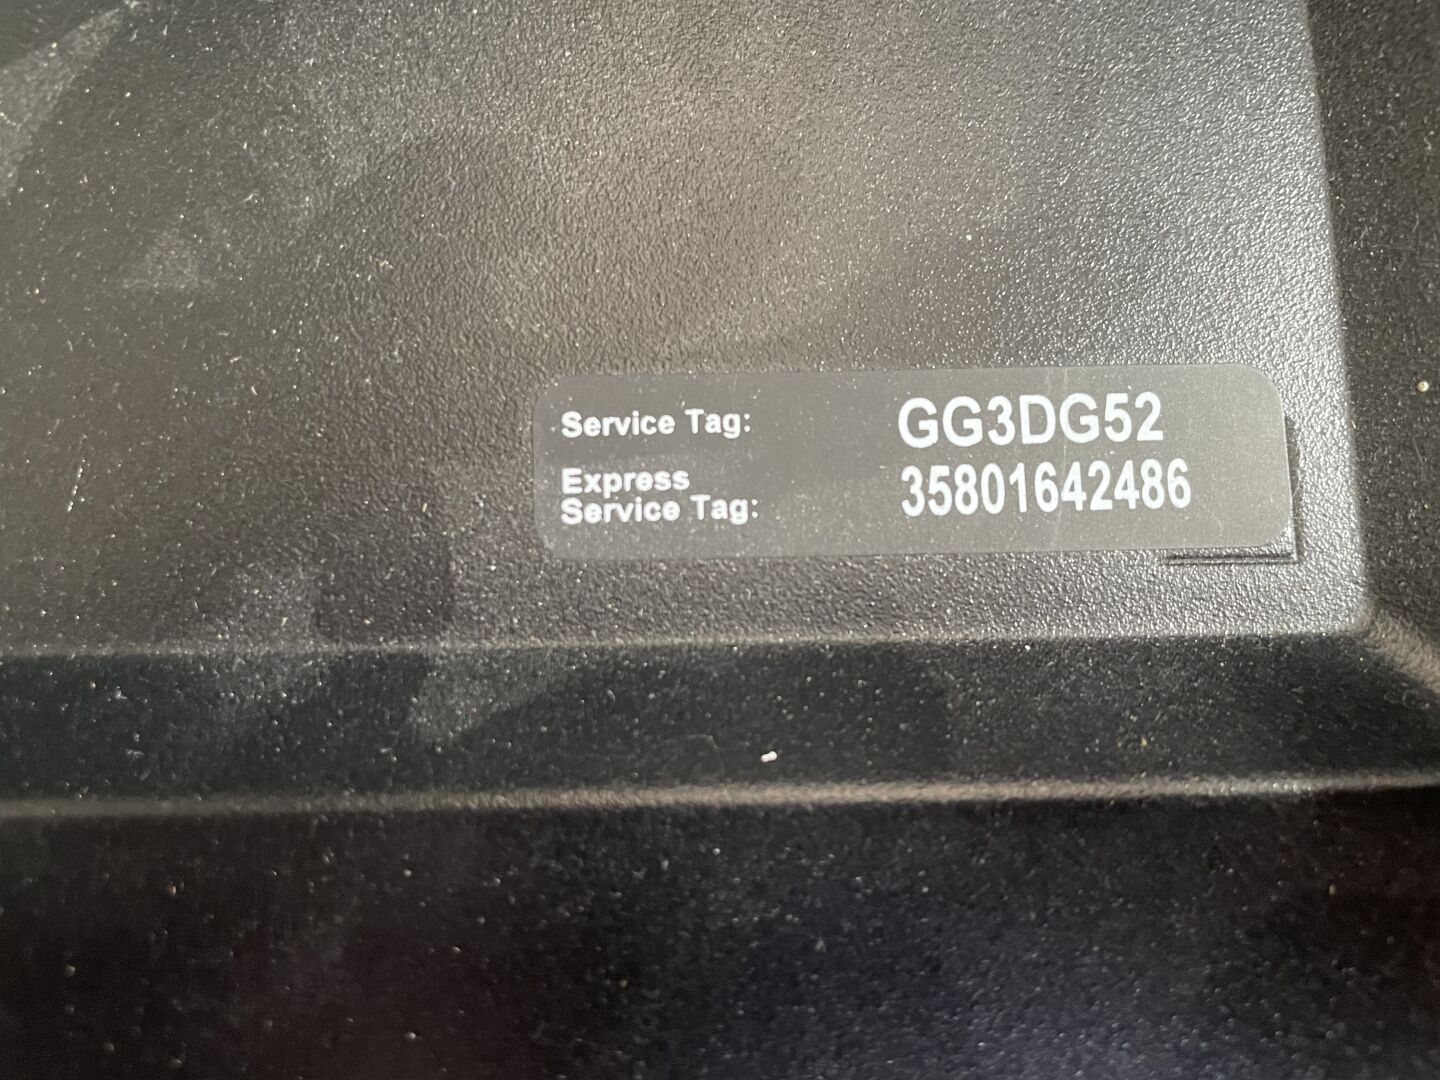 Service Tag: GG3DG52
Express
Service Tag: 35801642486